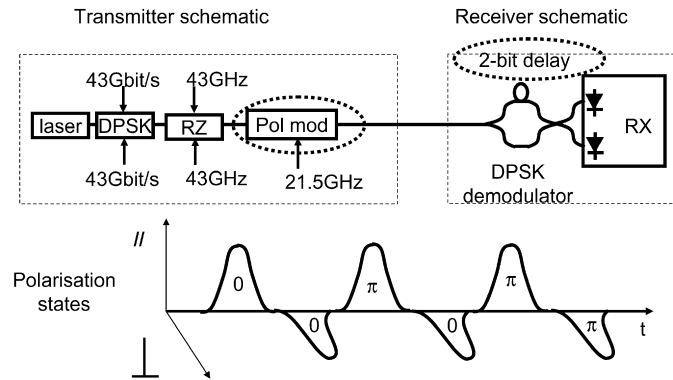 Transmitter schematic
Receiver schematic
2-bit delay
43Gbit/s
43GHz
laser
DPSK
RZ
Pol mod
RX
43Gbit/s
43GHz
21.5GHz
DPSK
demodulator
//
Polarisation
states
0
π
π
0
0
π
t
⊥